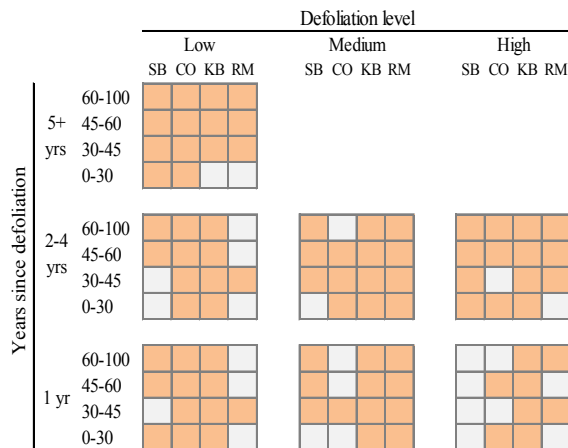 Defoliation level
Low Medium High
SB CO KB RM SB CO KB RM SB CO KB RM
Years since defoliation
5+ yrs
60-100
45-60
30-45
0-30
2-4 yrs
60-100
45-60
30-45
0-30
1 yr
60-100
45-60
30-45
0-30